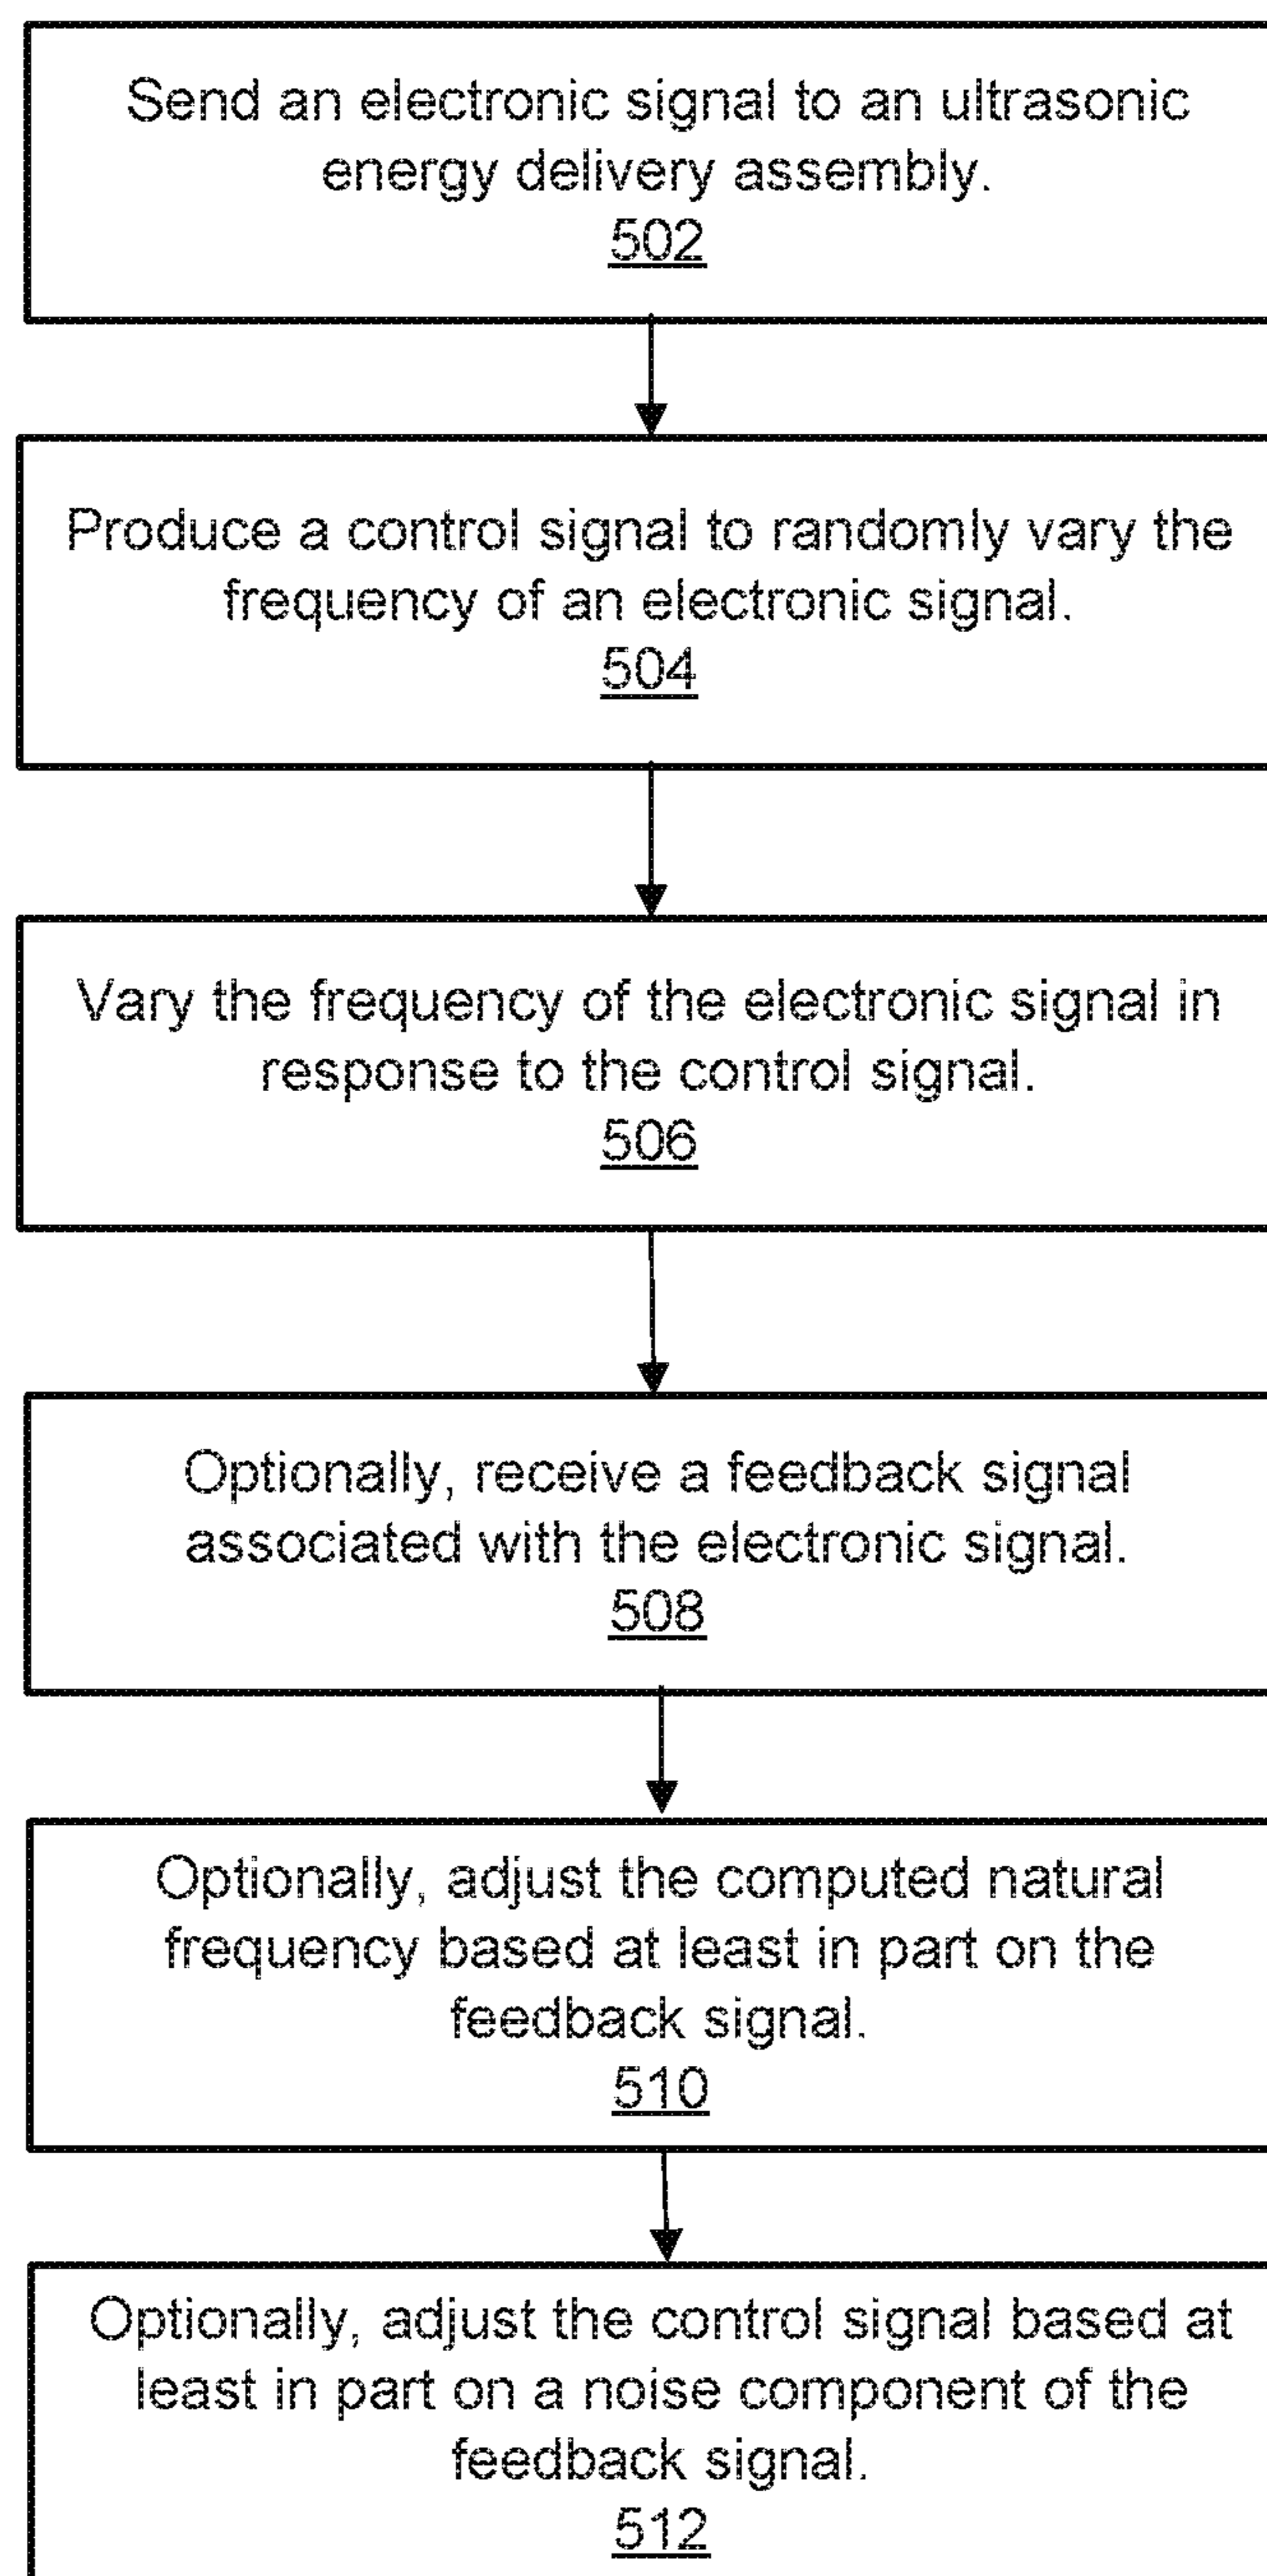 Send an electronic signal to an ultrasonic
energy delivery assembly.
502
Produce a control signal to randomly vary the
frequency of an electronic signal.
504
Vary the frequency of the electronic signal in
response to the control signal.
506
Optionally, receive a feedback signal
associated with the electronic signal.
508
Optionally, adjust the computed natural
frequency based at least in part on the
feedback signal.
510
Optionally, adjust the control signal based at
least in part on a noise component of the
feedback signal.
512